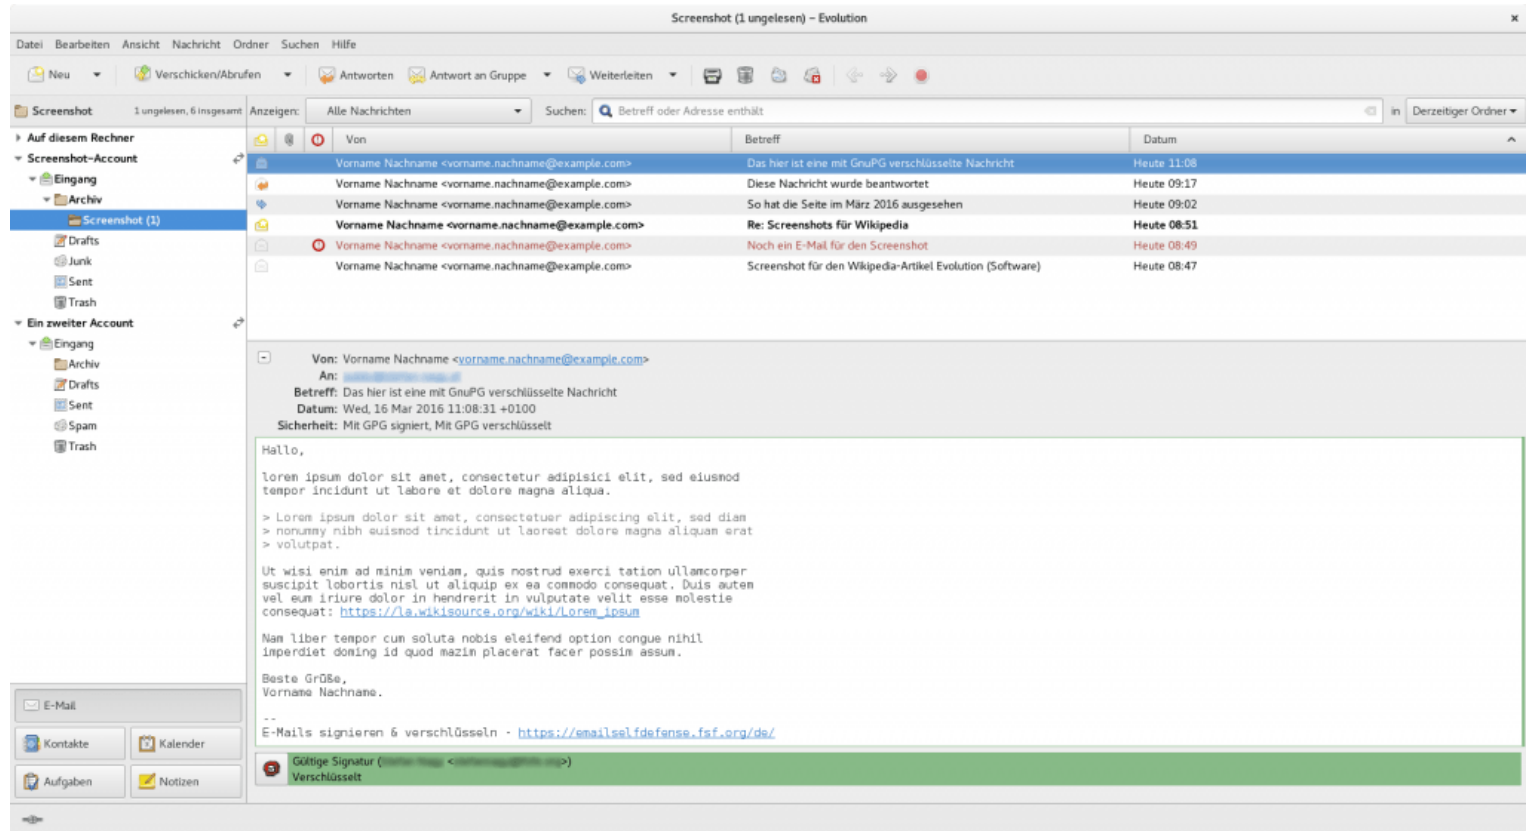 Screenshot (1 ungelesen) – Evolution
Datei Bearbeiten Ansicht Nachricht Ordner Suchen Hilfe
Neu Verschicken/Abrufen Antworten Antwort an Gruppe Weiterleiten
Screenshot 1 ungelesen, 6 insgesamt Anzeigen: Alle Nachrichten Suchen: Betreff oder Adresse enthält in Derzeitiger Ordner
Auf diesem Rechner
Screenshot-Account
Eingang
Archiv
Screenshot (1)
Drafts
Junk
Sent
Trash
Ein zweiter Account
Eingang
Archiv
Drafts
Sent
Spam
Trash
Von Betreff Datum
Vorname Nachname <vorname.nachname@example.com> Das hier ist eine mit GnuPG verschlüsselte Nachricht Heute 11:08
Vorname Nachname <vorname.nachname@example.com> Diese Nachricht wurde beantwortet Heute 09:17
Vorname Nachname <vorname.nachname@example.com> So hat die Seite im März 2016 ausgesehen Heute 09:02
Vorname Nachname <vorname.nachname@example.com> Re: Screenshots für Wikipedia Heute 08:51
Vorname Nachname <vorname.nachname@example.com> Noch ein E-Mail für den Screenshot Heute 08:49
Vorname Nachname <vorname.nachname@example.com> Screenshot für den Wikipedia-Artikel Evolution (Software) Heute 08:47
Von: Vorname Nachname <vorname.nachname@example.com>
An:
Betreff: Das hier ist eine mit GnuPG verschlüsselte Nachricht
Datum: Wed, 16 Mar 2016 11:08:31 +0100
Sicherheit: Mit GPG signiert, Mit GPG verschlüsselt
Hallo,
lorem ipsum dolor sit amet, consectetur adipisici elit, sed eiusmod
tempor incidunt ut labore et dolore magna aliqua.
> Lorem ipsum dolor sit amet, consectetuer adipiscing elit, sed diam
> nonummy nibh euismod tincidunt ut laoreet dolore magna aliquam erat
> volutpat.
Ut wisi enim ad minim veniam, quis nostrud exerci tation ullamcorper
suscipit lobortis nisl ut aliquip ex ea commodo consequat. Duis autem
vel eum iriure dolor in hendrerit in vulputate velit esse molestie
consequat: https://la.wikisource.org/wiki/Lorem_ipsum
Nam liber tempor cum soluta nobis eleifend option congue nihil
imperdiet doming id quod mazim placerat facer possim assum.
Beste Grüße,
Vorname Nachname.
--
E-Mails signieren & verschlüsseln - https://emailselfdefense.fsf.org/de/
Gültige Signatur ( < >)
Verschlüsselt
E-Mail
Kontakte Kalender
Aufgaben Notizen